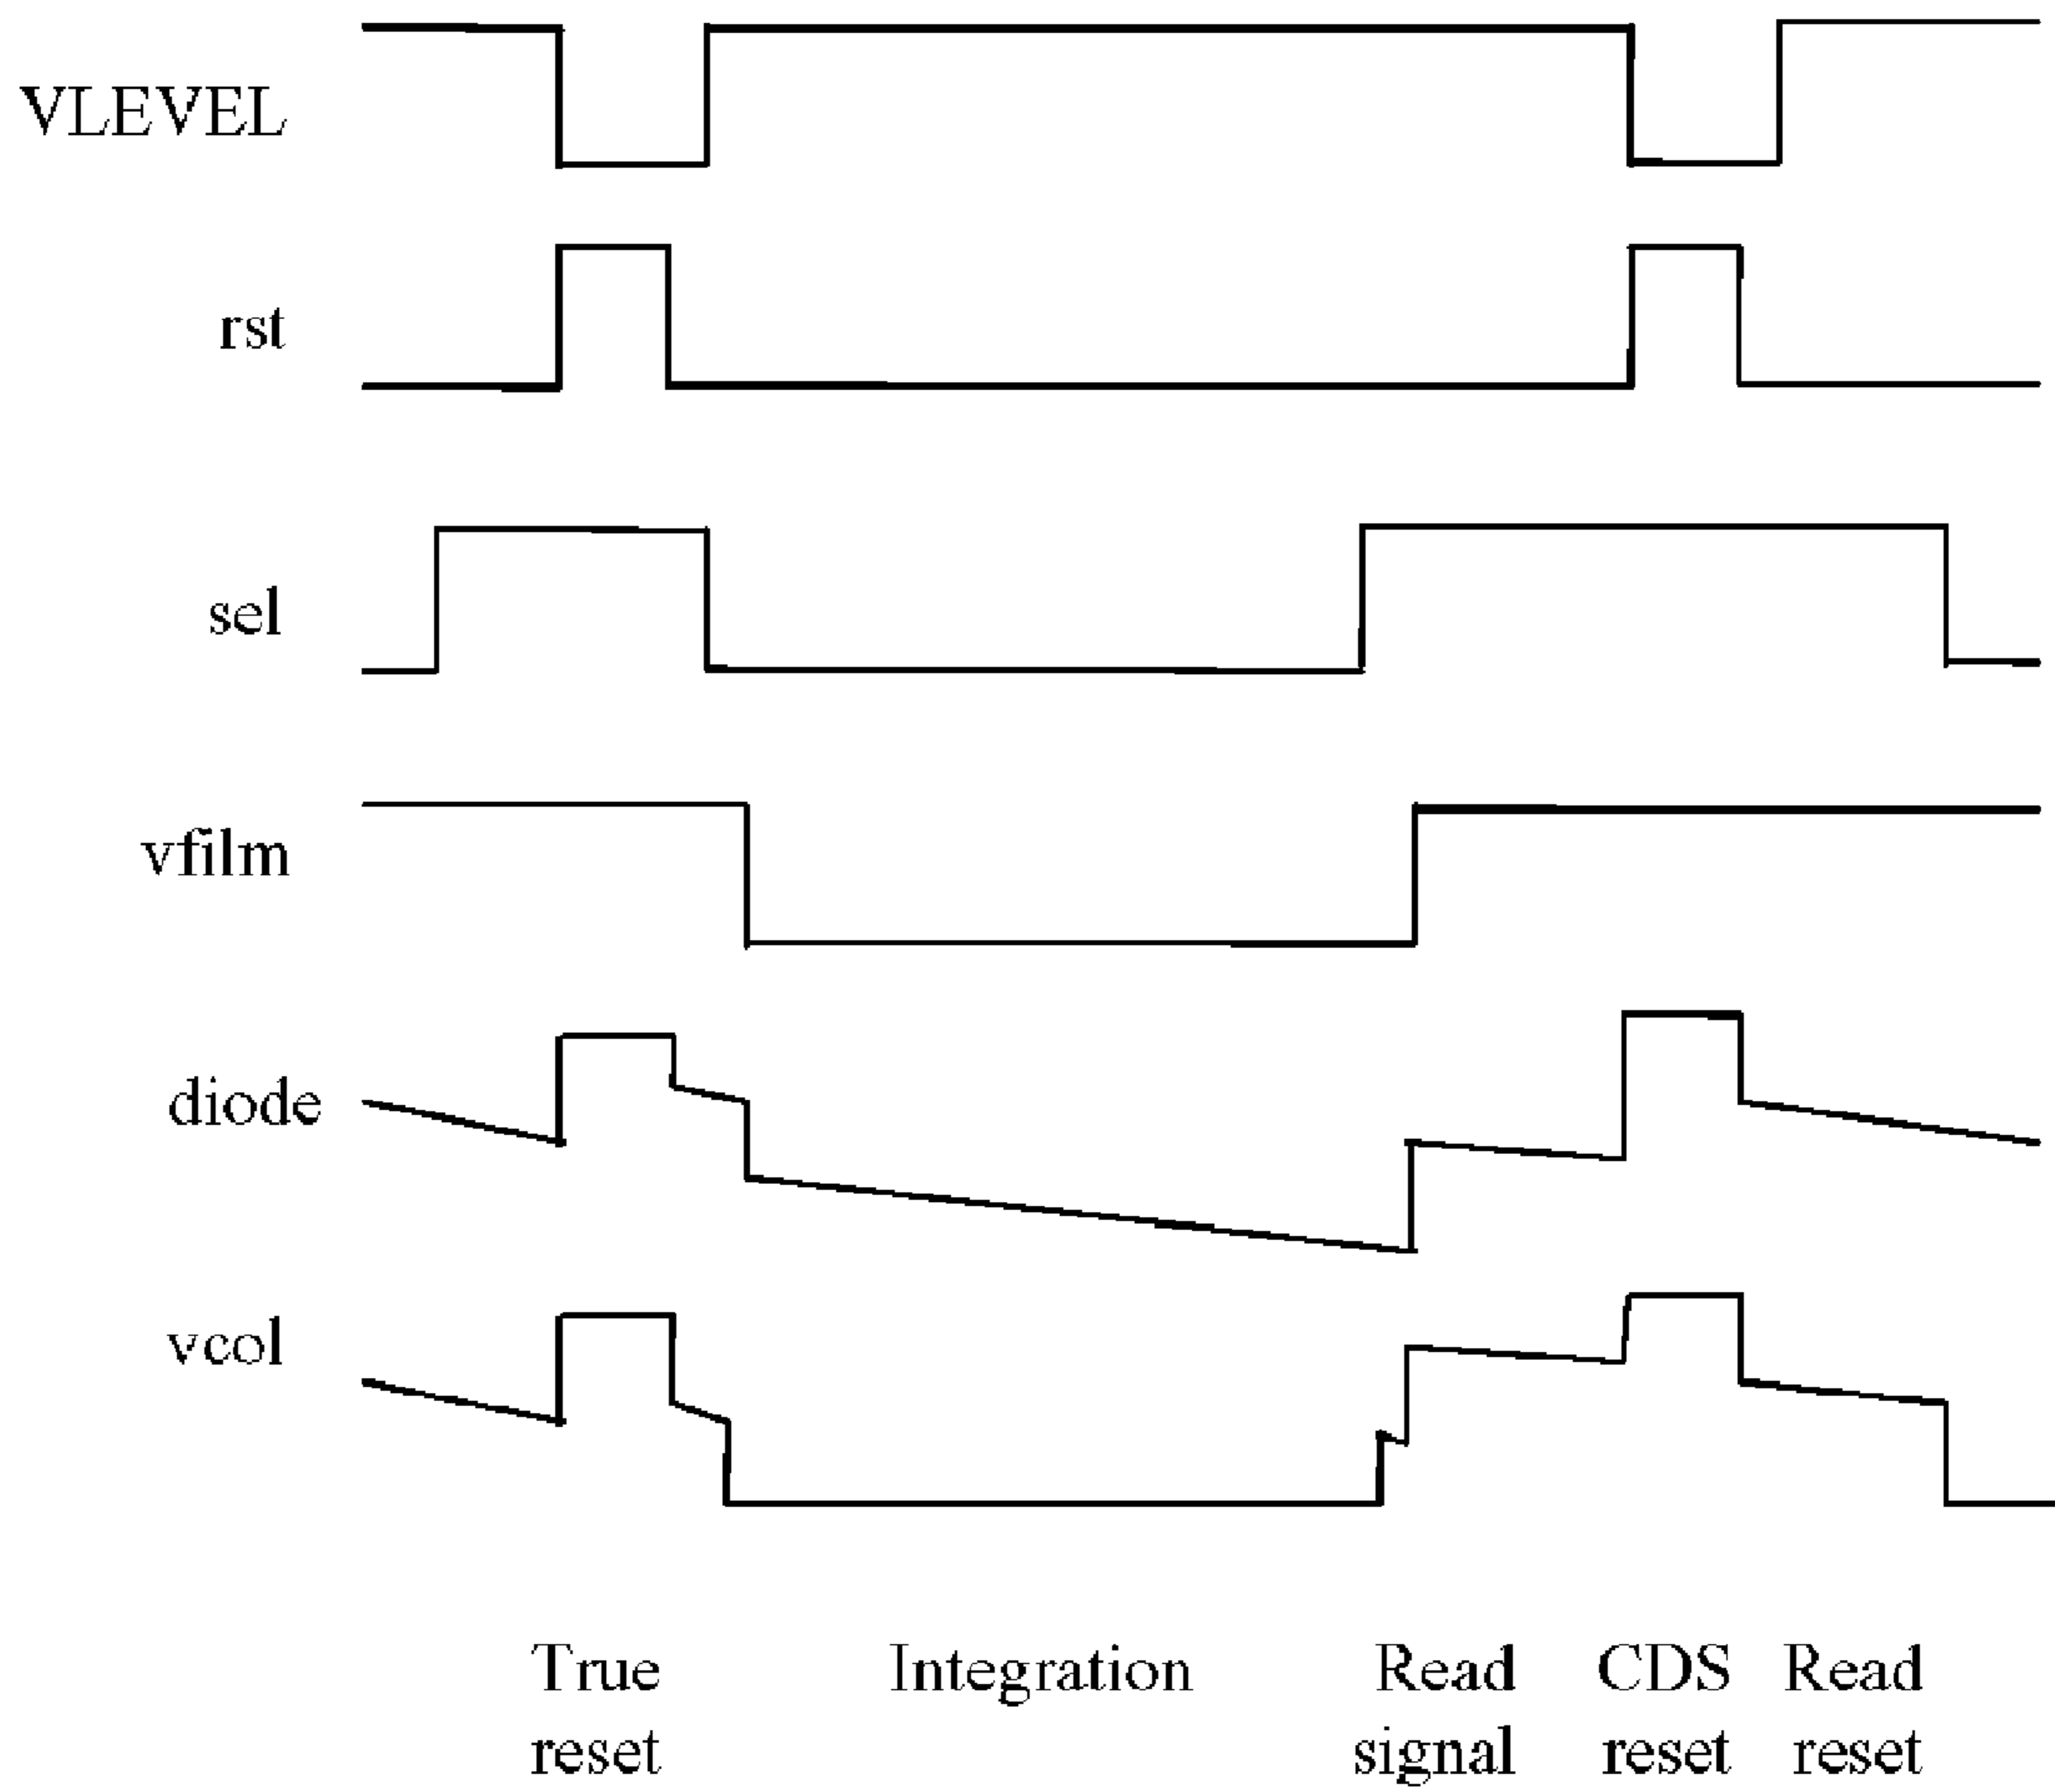 VLEVEL
rst
sel
vfilm
diode
vcol
True Integration Read CDS Read
reset signal reset reset